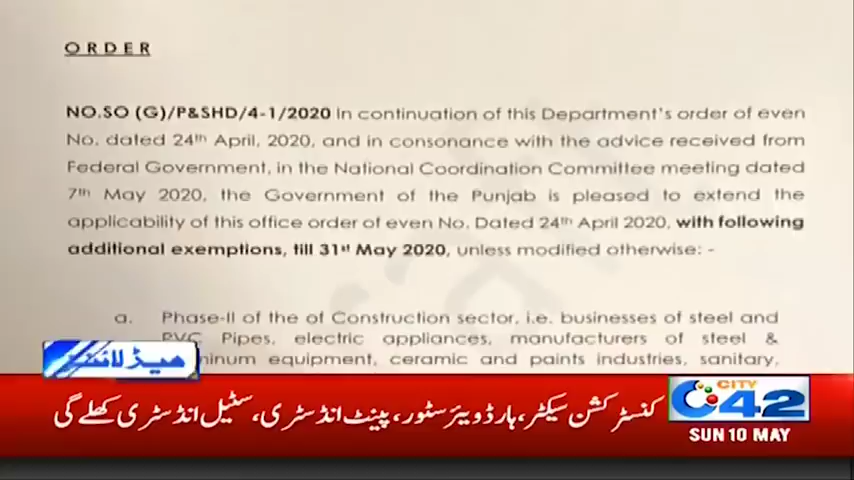 ORDER
NO.SO (G)/P&SHD/4-1/2020 In continuation of this Department's order of even
No. dated 24th April, 2020, and in consonance with the advice received from
Federal Government, in the National Coordination Committee meeting dated
7th May 2020, the Government of the Punjab is pleased to extend the
applicability of this office order of even No. Dated 24th April 2020, with following
additional exemptions, till 31st May 2020, unless modified otherwise: -
a. Phase-II of the of Construction sector, i.e. businesses of steel and
PVC Pipes, electric appliances, manufacturers of steel &
equipment, ceramic and paints industries, sanitary,
ہیڈلائنز
کنسٹرکشن سیکٹر، ہارڈ ویئر سٹور، پینٹ انڈسٹری، سٹیل انڈسٹری کھلے گی
CITY
42
SUN 10 MAY